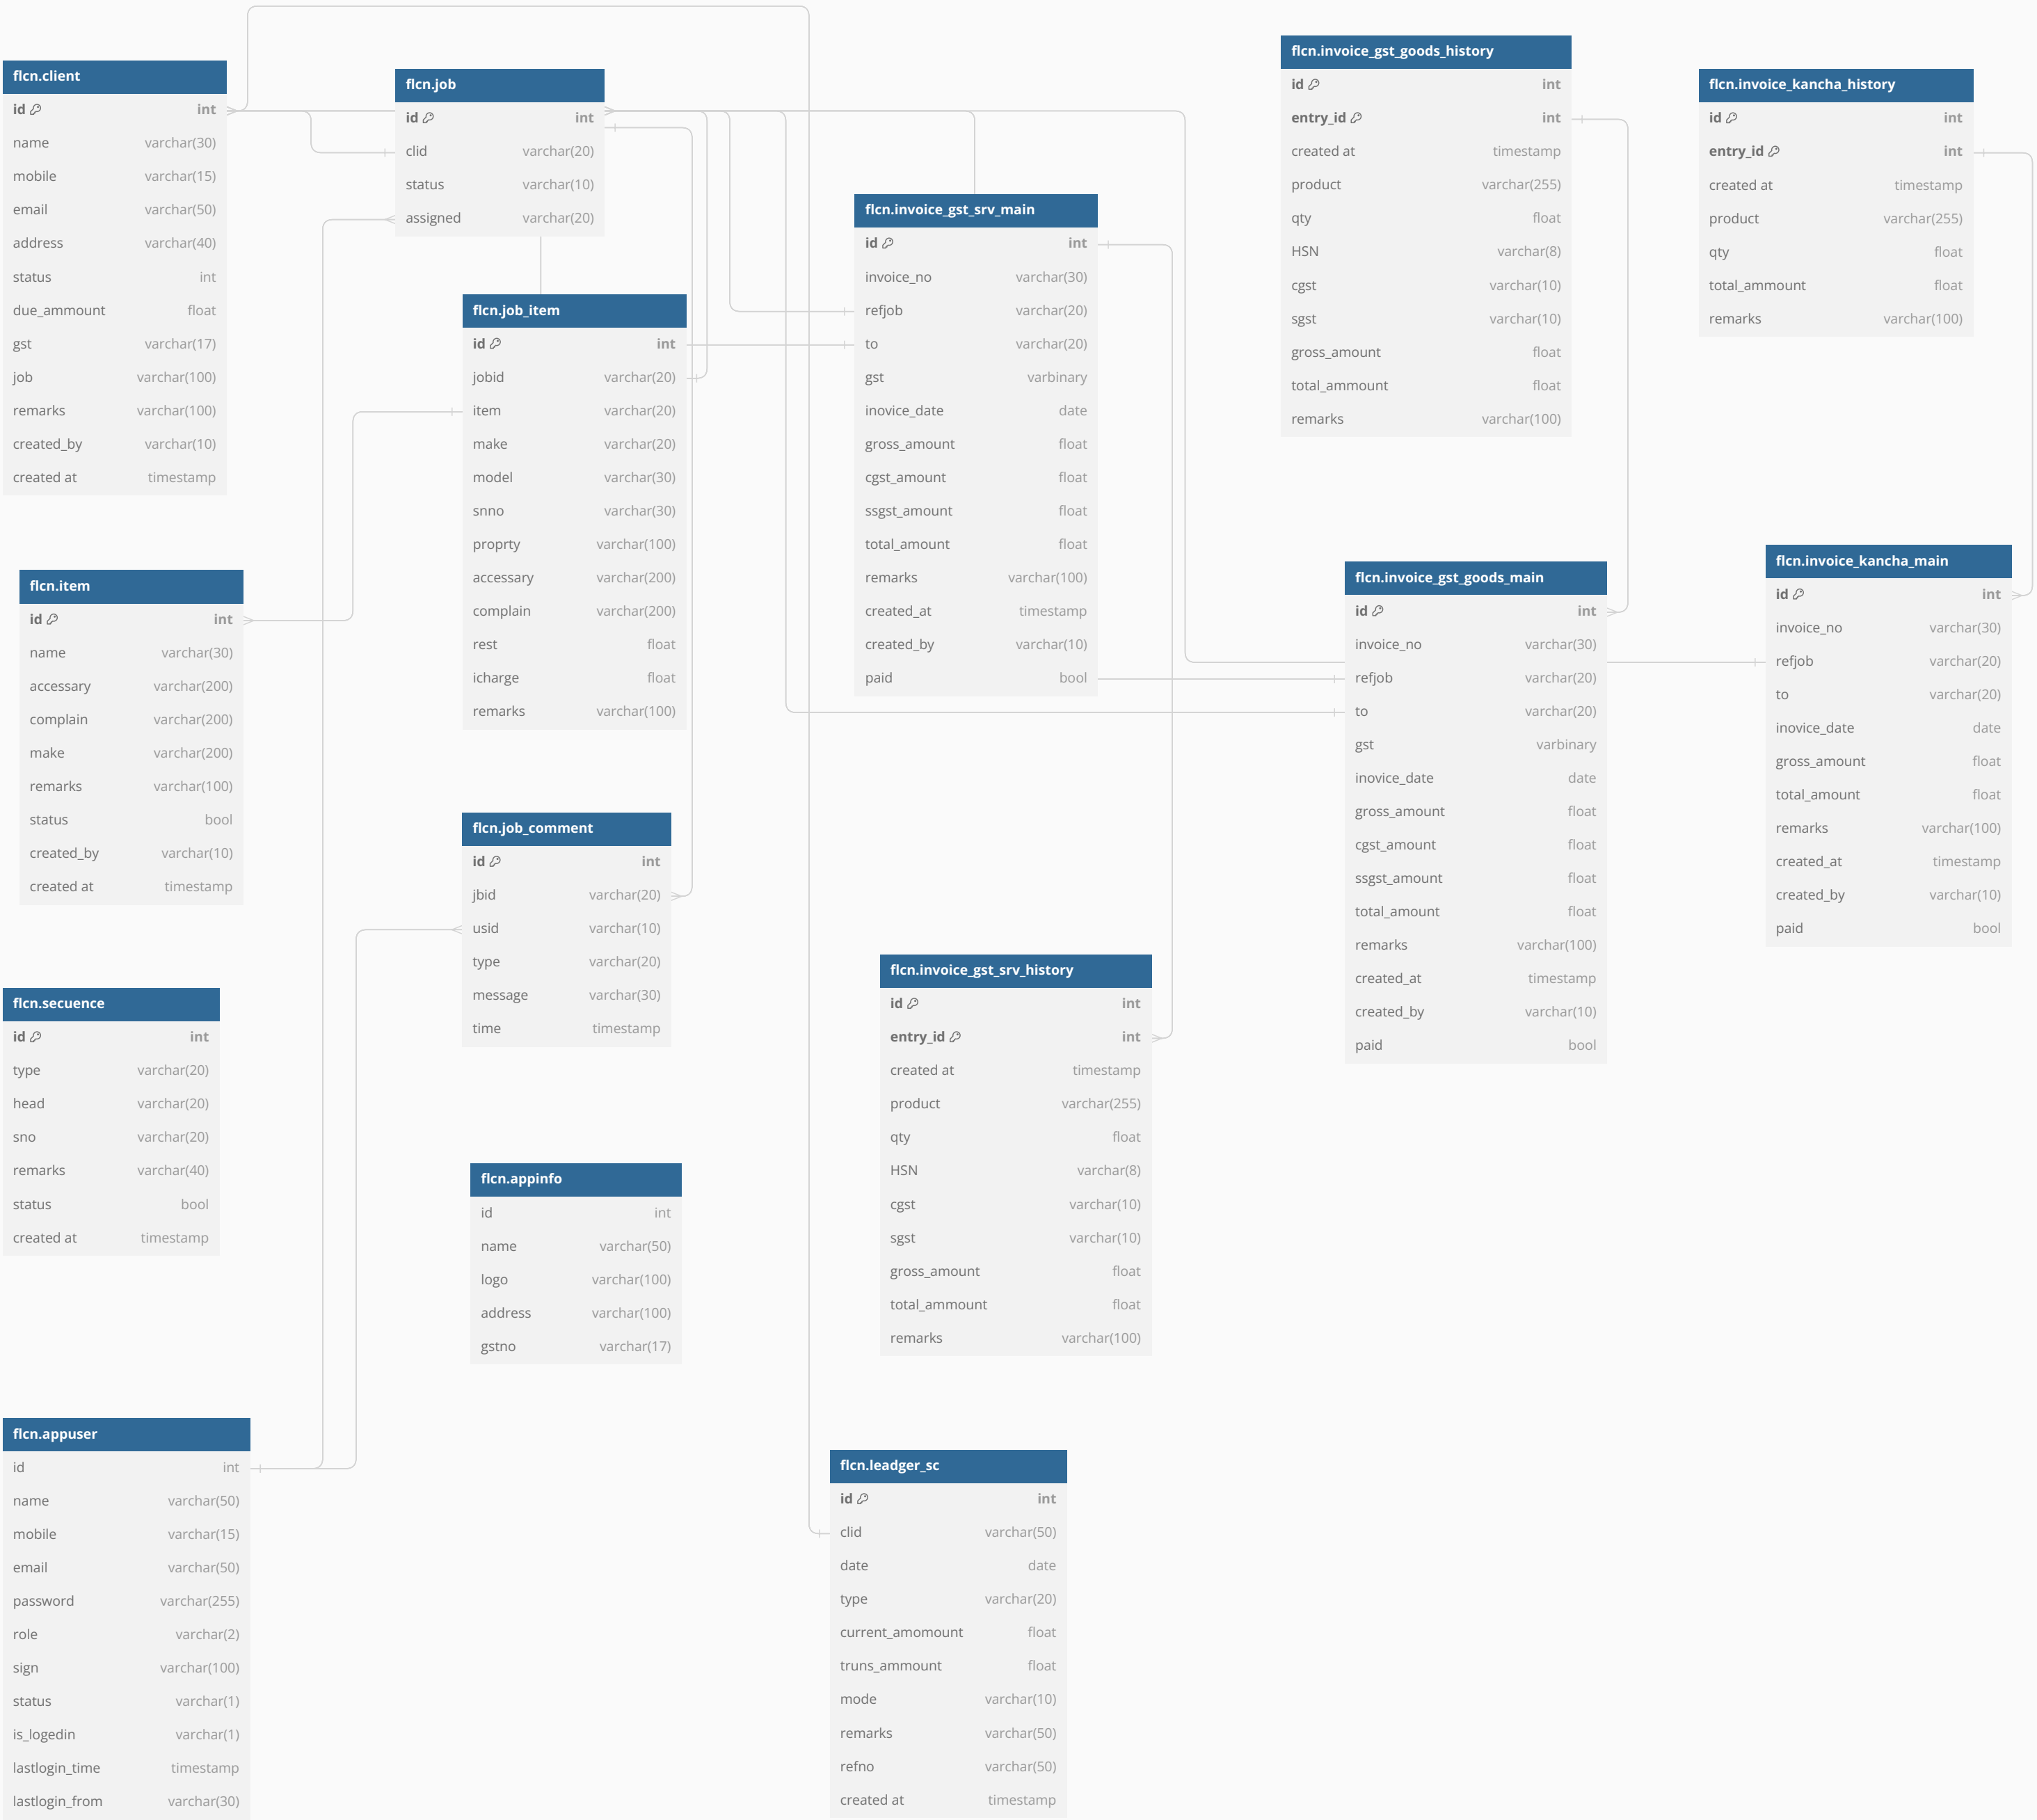 flcn.client
id int
name varchar(30)
mobile varchar(15)
email varchar(50)
address varchar(40)
status int
due_ammount float
gst varchar(17)
job varchar(100)
remarks varchar(100)
created_by varchar(10)
created at timestamp
flcn.job
id int
clid varchar(20)
status varchar(10)
assigned varchar(20)
flcn.invoice_gst_goods_history
id int
entry_id int
created at timestamp
product varchar(255)
qty float
HSN varchar(8)
cgst varchar(10)
sgst varchar(10)
gross_amount float
total_ammount float
remarks varchar(100)
flcn.invoice_kancha_history
id int
entry_id int
created at timestamp
product varchar(255)
qty float
total_ammount float
remarks varchar(100)
flcn.invoice_gst_srv_main
id int
invoice_no varchar(30)
refjob varchar(20)
to varchar(20)
gst varbinary
inovice_date date
gross_amount float
cgst_amount float
ssgst_amount float
total_amount float
remarks varchar(100)
created_at timestamp
created_by varchar(10)
paid bool
flcn.job_item
id int
jobid varchar(20)
item varchar(20)
make varchar(20)
model varchar(30)
snno varchar(30)
proprty varchar(100)
accessary varchar(200)
complain varchar(200)
rest float
icharge float
remarks varchar(100)
flcn.item
id int
name varchar(30)
accessary varchar(200)
complain varchar(200)
make varchar(200)
remarks varchar(100)
status bool
created_by varchar(10)
created at timestamp
flcn.invoice_gst_goods_main
id int
invoice_no varchar(30)
refjob varchar(20)
to varchar(20)
gst varbinary
inovice_date date
gross_amount float
cgst_amount float
ssgst_amount float
total_amount float
remarks varchar(100)
created_at timestamp
created_by varchar(10)
paid bool
flcn.invoice_kancha_main
id int
invoice_no varchar(30)
refjob varchar(20)
to varchar(20)
inovice_date date
gross_amount float
total_amount float
remarks varchar(100)
created_at timestamp
created_by varchar(10)
paid bool
flcn.job_comment
id int
jbid varchar(20)
usid varchar(10)
type varchar(20)
message varchar(30)
time timestamp
flcn.invoice_gst_srv_history
id int
entry_id int
created at timestamp
product varchar(255)
qty float
HSN varchar(8)
cgst varchar(10)
sgst varchar(10)
gross_amount float
total_ammount float
remarks varchar(100)
flcn.secuence
id int
type varchar(20)
head varchar(20)
sno varchar(20)
remarks varchar(40)
status bool
created at timestamp
flcn.appinfo
id int
name varchar(50)
logo varchar(100)
address varchar(100)
gstno varchar(17)
flcn.appuser
id int
name varchar(50)
mobile varchar(15)
email varchar(50)
password varchar(255)
role varchar(2)
sign varchar(100)
status varchar(1)
is_logedin varchar(1)
lastlogin_time timestamp
lastlogin_from varchar(30)
flcn.leadger_sc
id int
clid varchar(50)
date date
type varchar(20)
current_amomount float
truns_ammount float
mode varchar(10)
remarks varchar(50)
refno varchar(50)
created at timestamp